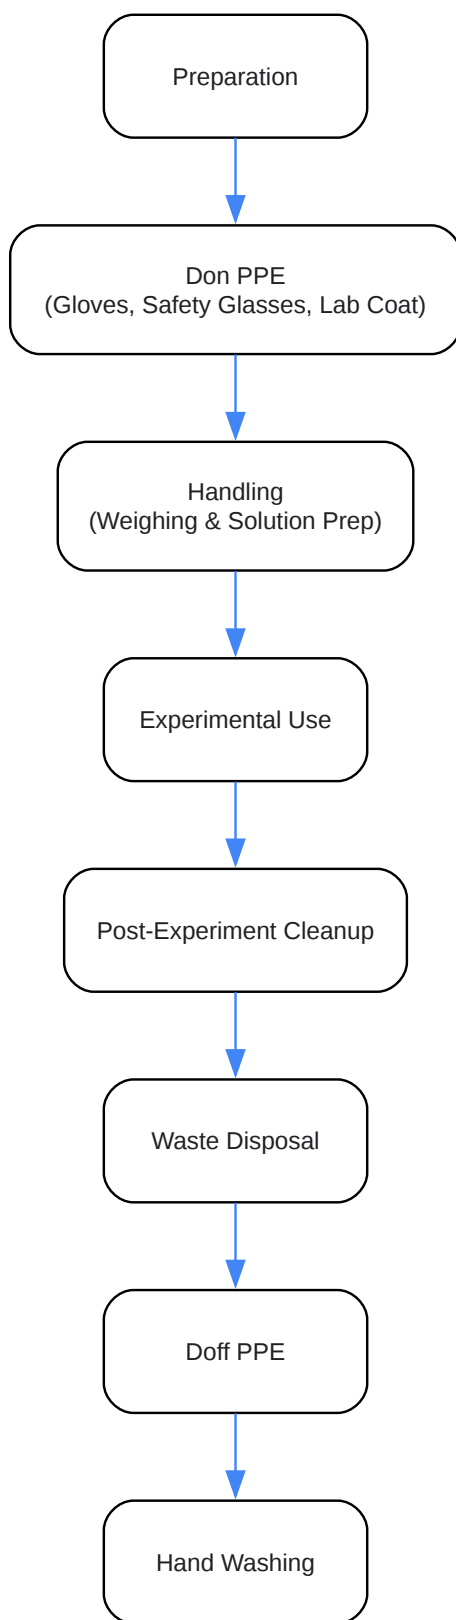 Preparation
Don PPE
(Gloves, Safety Glasses, Lab Coat)
Handling
(Weighing & Solution Prep)
Experimental Use
Post-Experiment Cleanup
Waste Disposal
Doff PPE
Hand Washing